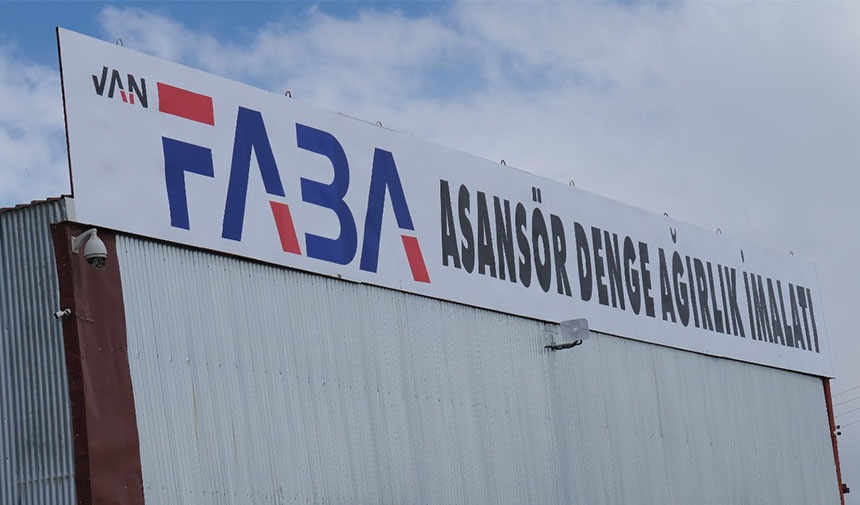 VAN
FABA
ASANSÖR DENGE AĞIRLIK İMALATI